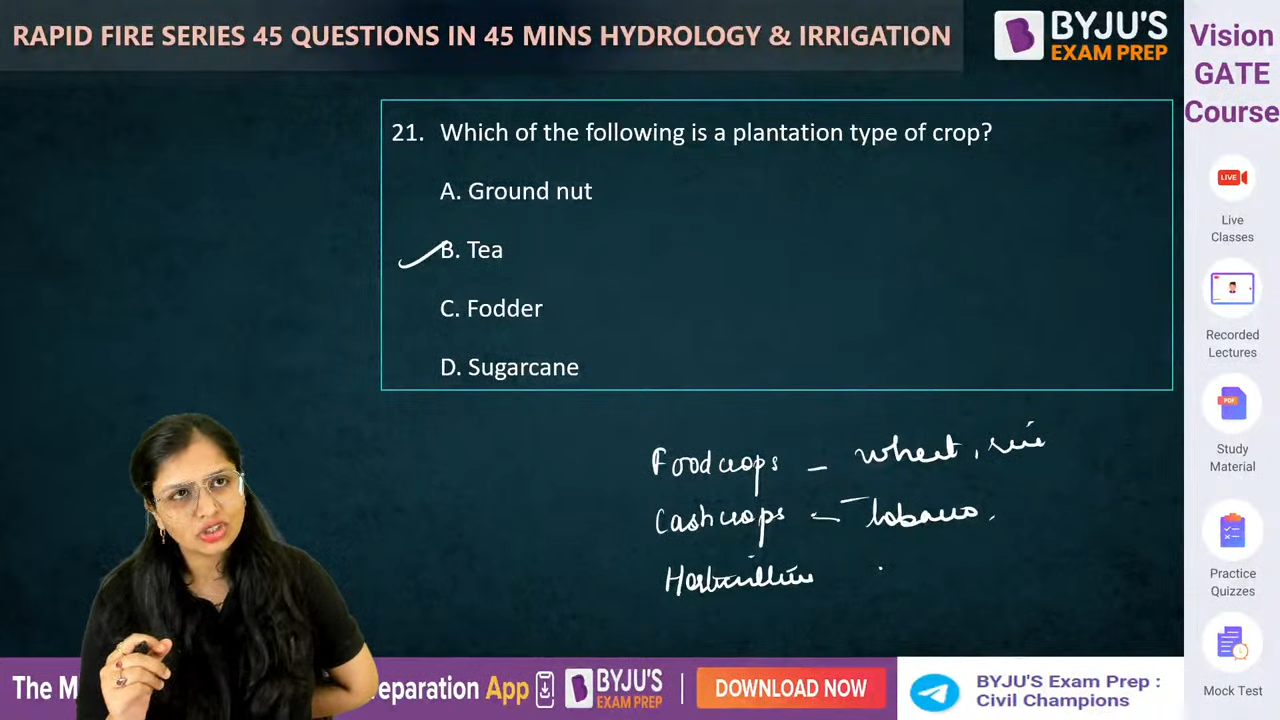 RAPID FIRE SERIES 45 QUESTIONS IN 45 MINS HYDROLOGY & IRRIGATION
BYJU'S
EXAM PREP
Vision
GATE
Course
21. Which of the following is a plantation type of crop?
A. Ground nut
B. Tea
C. Fodder
D. Sugarcane
Food crops - wheat, rice
Cash crops - Tobacco,
LIVE
Live
Classes
Recorded
Lectures
PDF
Study
Material
Practice
Quizzes
Mock Test
The M
eparation App
BYJU'S
EXAM PREP
DOWNLOAD NOW
BYJU'S Exam Prep :
Civil Champions